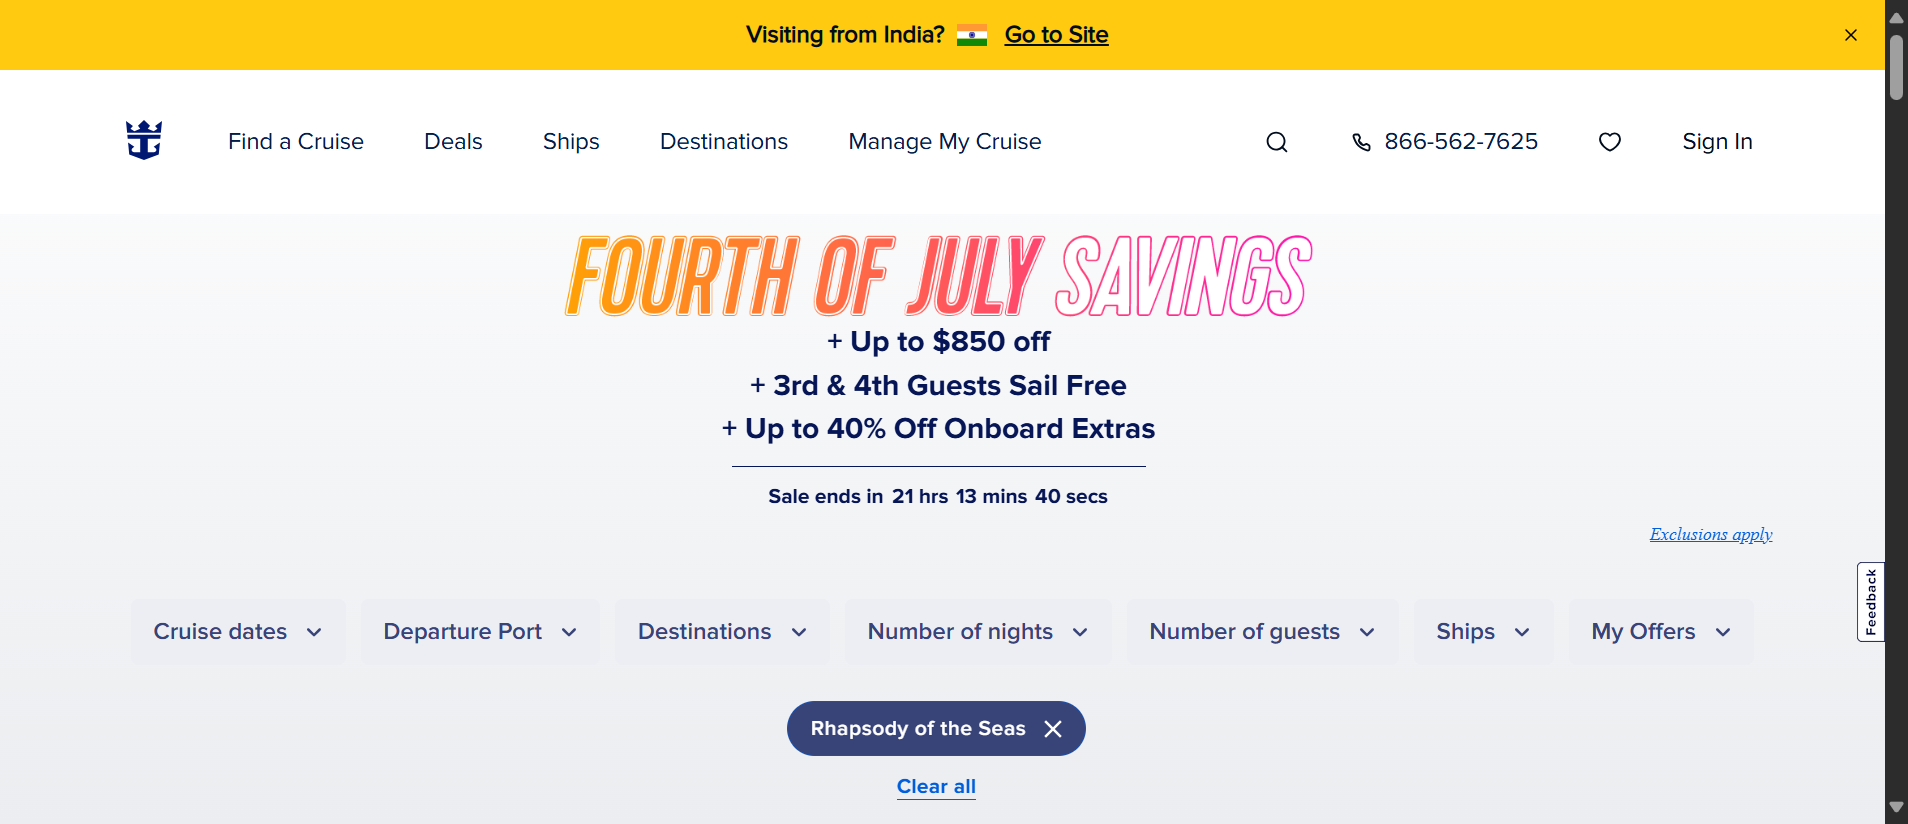 Visiting from India? Go to Site
Find a Cruise Deals Ships Destinations Manage My Cruise 866-562-7625 Sign In
FOURTH OF JULY SAVINGS
+ Up to $850 off
+ 3rd & 4th Guests Sail Free
+ Up to 40% Off Onboard Extras
Sale ends in 21 hrs 13 mins 40 secs
Exclusions apply
Feedback
Cruise dates Departure Port Destinations Number of nights Number of guests Ships My Offers
Rhapsody of the Seas
Clear all